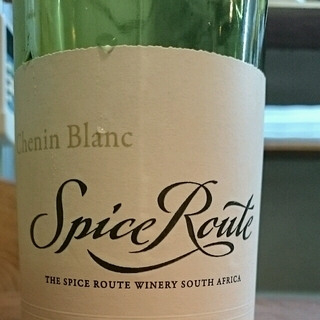 Chenin Blanc
Spice Route
THE SPICE ROUTE WINERY SOUTH AFRICA